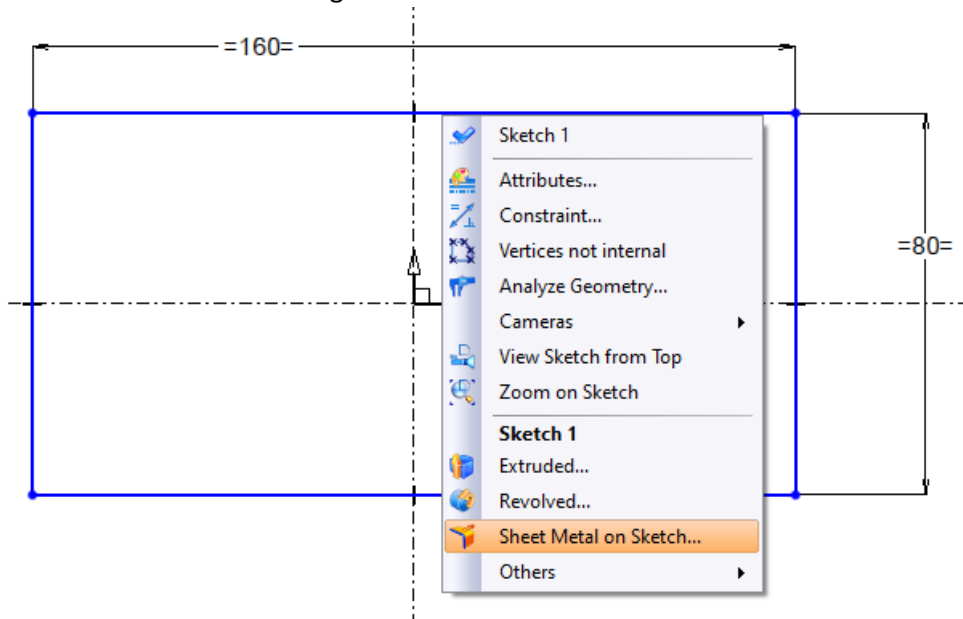 =160=
Sketch 1
Attributes...
Constraint...
Vertices not internal
Analyze Geometry...
=80=
Cameras
View Sketch from Top
Zoom on Sketch
Sketch 1
Extruded...
Revolved...
Sheet Metal on Sketch...
Others